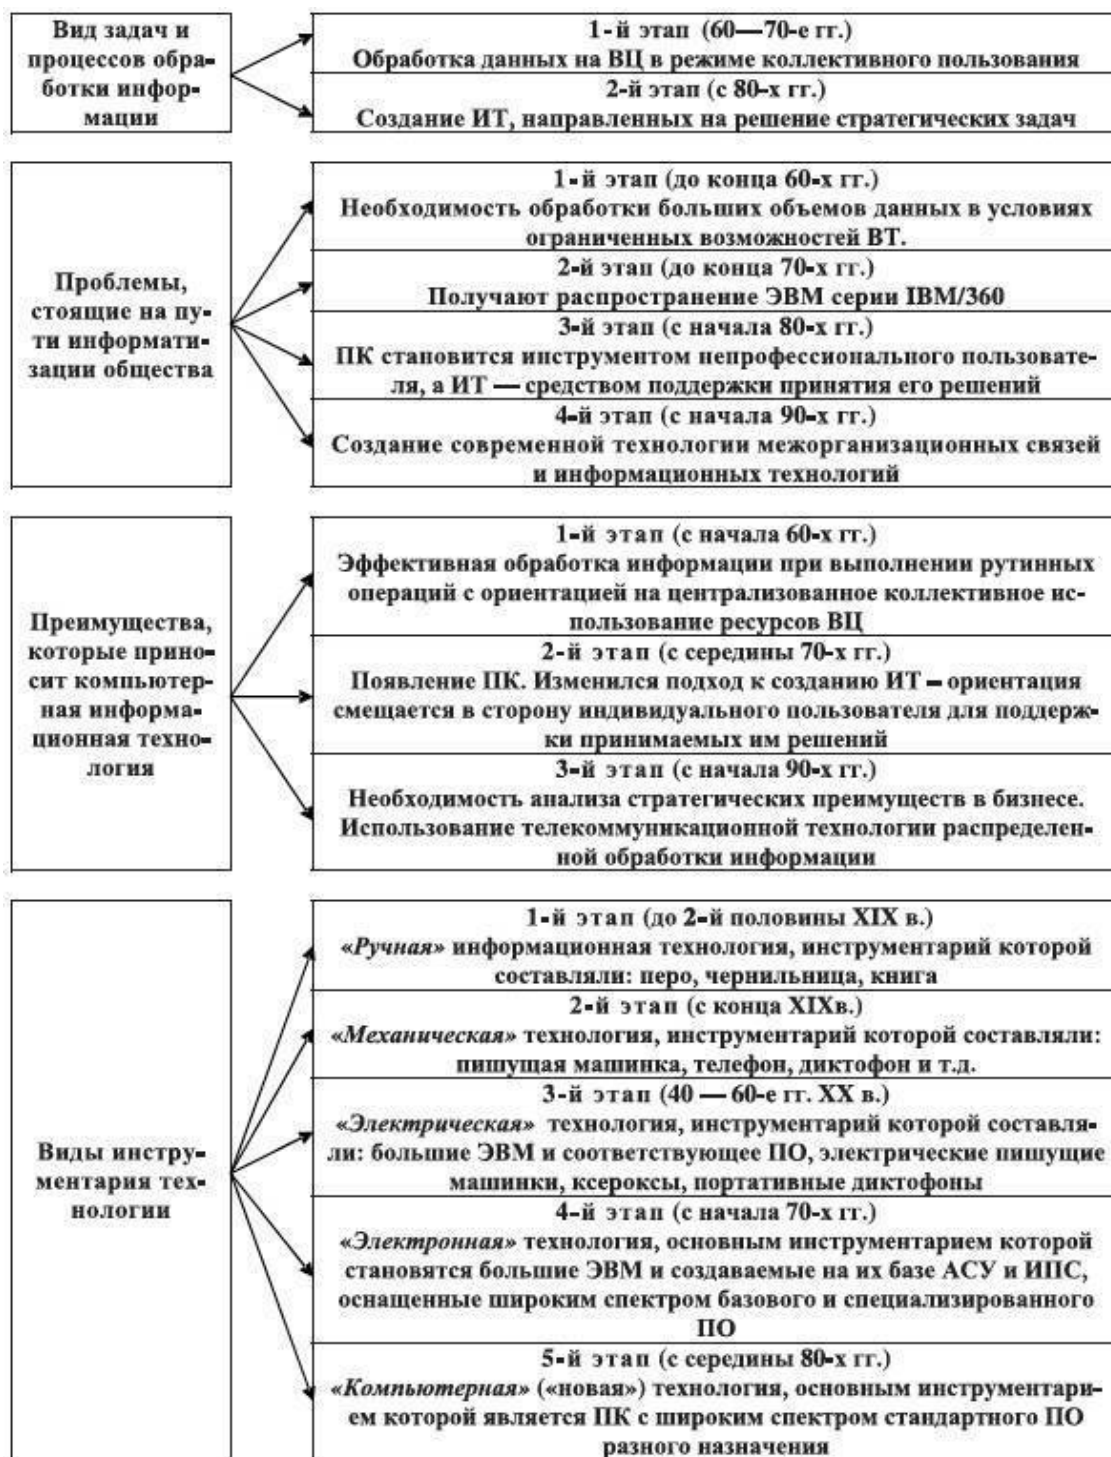 Вид задач и
процессов обра-
ботки инфор-
мации
1-й этап (60—70-е гг.)
Обработка данных на ВЦ в режиме коллективного пользования
2-й этап (с 80-х гг.)
Создание ИТ, направленных на решение стратегических задач
Проблемы,
стоящие на пу-
ти информати-
зации общества
1-й этап (до конца 60-х гг.)
Необходимость обработки больших объемов данных в условиях
ограниченных возможностей ВТ.
2-й этап (до конца 70-х гг.)
Получают распространение ЭВМ серии IBM/360
3-й этап (с начала 80-х гг.)
ПК становится инструментом непрофессионального пользовате-
ля, а ИТ — средством поддержки принятия его решений
4-й этап (с начала 90-х гг.)
Создание современной технологии межорганизационных связей
и информационных технологий
Преимущества,
которые прино-
сит компьютер-
ная информа-
ционная техно-
логия
1-й этап (с начала 60-х гг.)
Эффективная обработка информации при выполнении рутинных
операций с ориентацией на централизованное коллективное ис-
пользование ресурсов ВЦ
2-й этап (с середины 70-х гг.)
Появление ПК. Изменился подход к созданию ИТ – ориентация
смещается в сторону индивидуального пользователя для поддерж-
ки принимаемых им решений
3-й этап (с начала 90-х гг.)
Необходимость анализа стратегических преимуществ в бизнесе.
Использование телекоммуникационной технологии распределен-
ной обработки информации
Виды инстру-
ментария тех-
нологии
1-й этап (до 2-й половины XIX в.)
«Ручная» информационная технология, инструментарий которой
составляли: перо, чернильница, книга
2-й этап (с конца XIXв.)
«Механическая» технология, инструментарий которой составляли:
пишущая машинка, телефон, диктофон и т.д.
3-й этап (40 — 60-е гг. XX в.)
«Электрическая» технология, инструментарий которой составля-
ли: большие ЭВМ и соответствующее ПО, электрические пишущие
машинки, ксероксы, портативные диктофоны
4-й этап (с начала 70-х гг.)
«Электронная» технология, основным инструментарием которой
становятся большие ЭВМ и создаваемые на их базе АСУ и ИПС,
оснащенные широким спектром базового и специализированного
ПО
5-й этап (с середины 80-х гг.)
«Компьютерная» («новая») технология, основным инструментари-
ем которой является ПК с широким спектром стандартного ПО
разного назначения